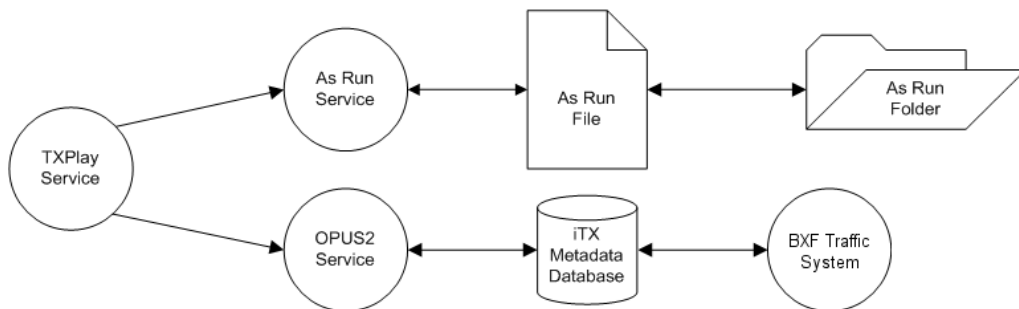 TXPlay
Service
As Run
Service
As Run
File
As Run
Folder
OPUS2
Service
iTX
Metadata
Database
BXF Traffic
System